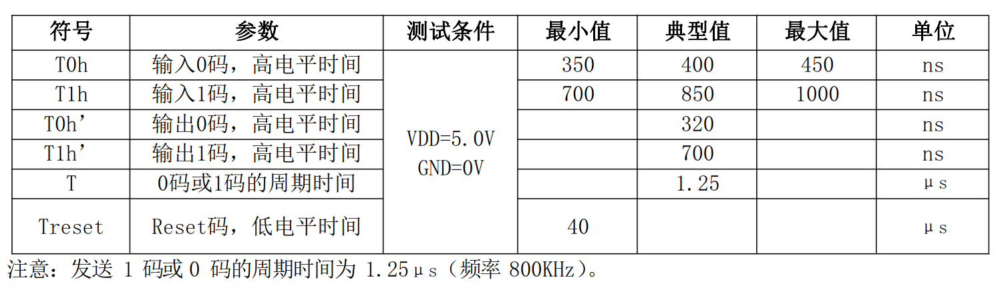 符号 参数 测试条件 最小值 典型值 最大值 单位
T0h 输入0码，高电平时间 350 400 450 ns
T1h 输入1码，高电平时间 700 850 1000 ns
T0h’ 输出0码，高电平时间 320 ns
VDD=5.0V
T1h’ 输出1码，高电平时间 700 ns
GND=0V
T 0码或1码的周期时间 1.25 μs
Treset Reset码，低电平时间 40 μs
注意：发送 1 码或 0 码的周期时间为 1.25μs（频率 800KHz）。